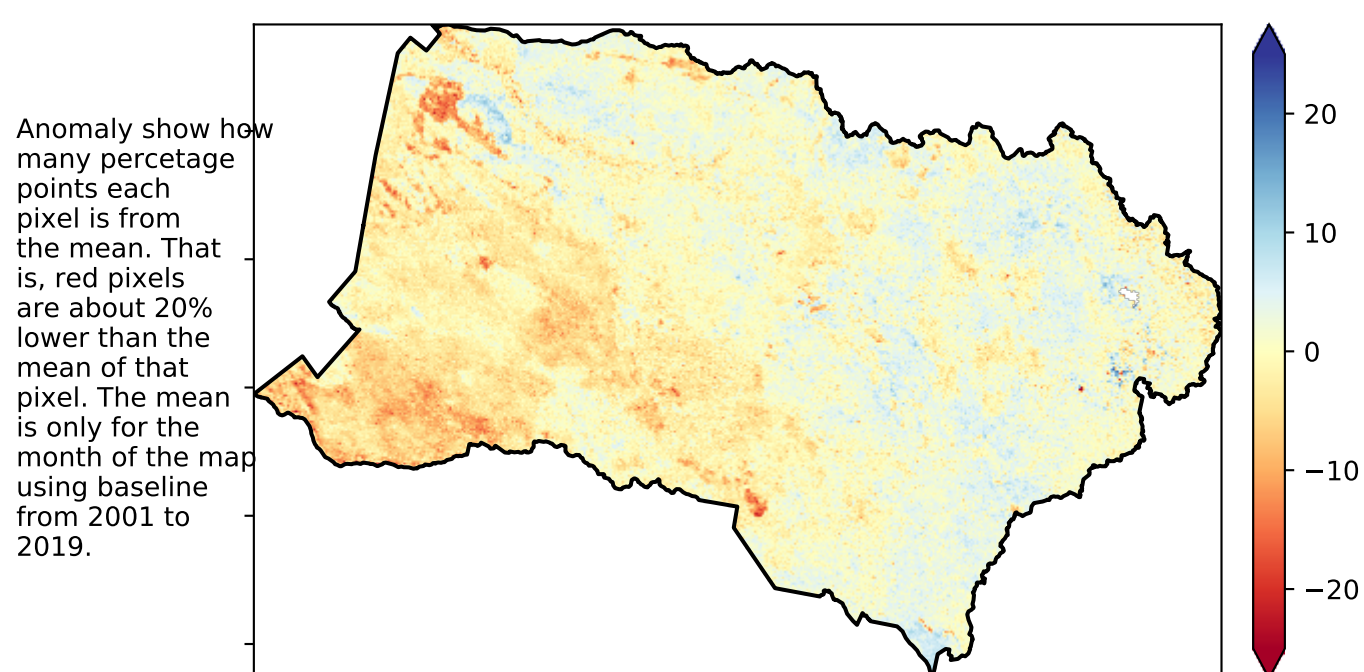 Anomaly show how
many percetage
points each
pixel is from
the mean. That
is, red pixels
are about 20%
lower than the
mean of that
pixel. The mean
is only for the
month of the map
using baseline
from 2001 to
2019.
20
10
0
−10
−20